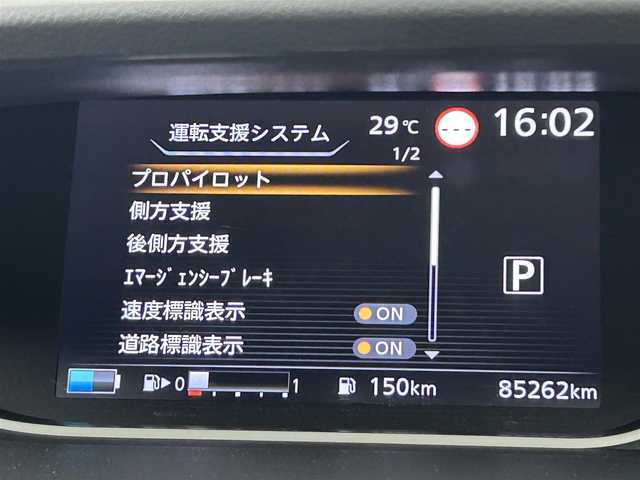 運転支援システム 29℃ --- 16:02
1/2
プロパイロット
側方支援
後側方支援
P
ｴﾏｰｼﾞｪﾝｼｰﾌﾞﾚｰｷ
速度標識表示 ON
道路標識表示 ON
0 1 150km 85262km